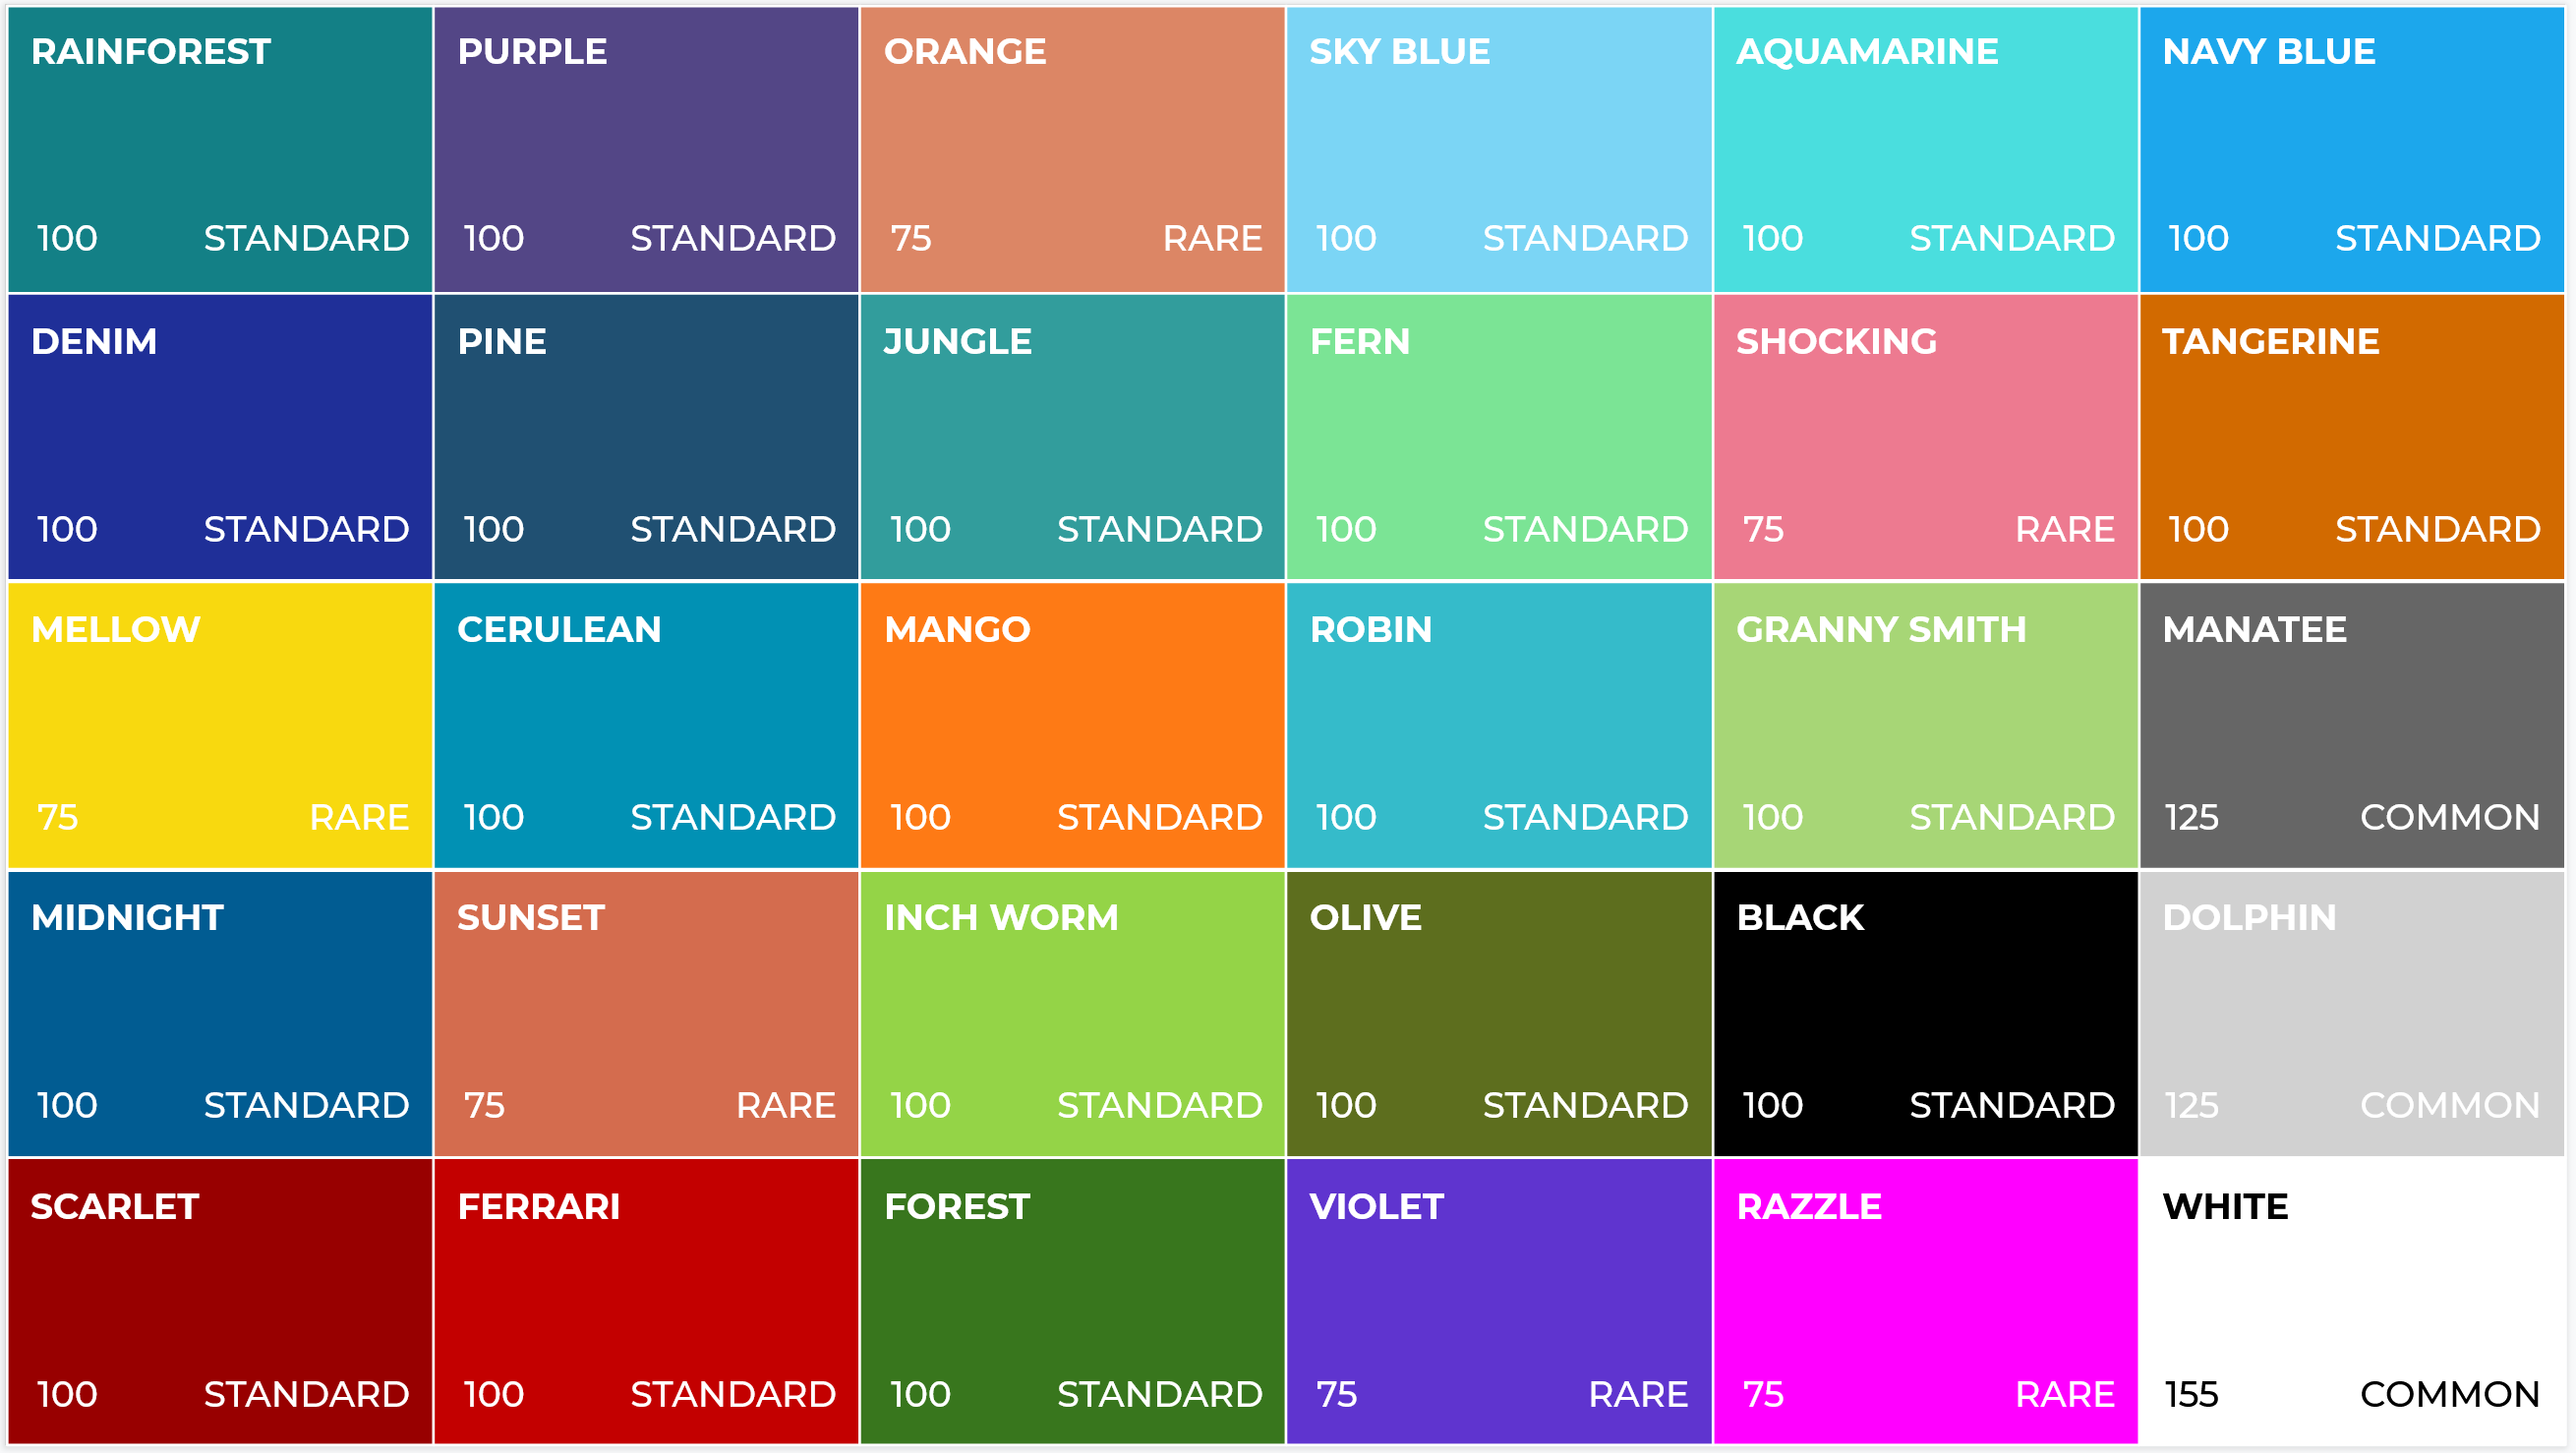 RAINFOREST
100 STANDARD
PURPLE
100 STANDARD
ORANGE
75 RARE
SKY BLUE
100 STANDARD
AQUAMARINE
100 STANDARD
NAVY BLUE
100 STANDARD
DENIM
100 STANDARD
PINE
100 STANDARD
JUNGLE
100 STANDARD
FERN
100 STANDARD
SHOCKING
75 RARE
TANGERINE
100 STANDARD
MELLOW
75 RARE
CERULEAN
100 STANDARD
MANGO
100 STANDARD
ROBIN
100 STANDARD
GRANNY SMITH
100 STANDARD
MANATEE
125 COMMON
MIDNIGHT
100 STANDARD
SUNSET
75 RARE
INCH WORM
100 STANDARD
OLIVE
100 STANDARD
BLACK
100 STANDARD
DOLPHIN
125 COMMON
SCARLET
100 STANDARD
FERRARI
100 STANDARD
FOREST
100 STANDARD
VIOLET
75 RARE
RAZZLE
75 RARE
WHITE
155 COMMON